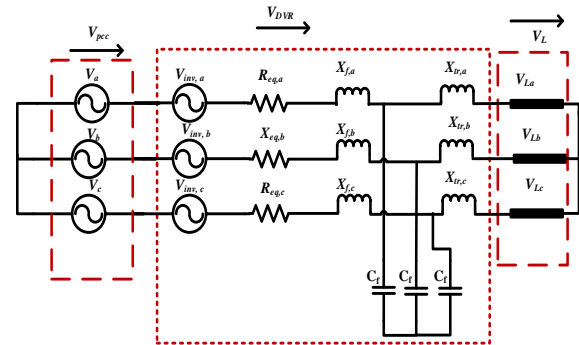 V_DVR
V_pcc
V_L
V_a
V_inv, a
R_eq,a
X_f,a
X_tr,a
V_La
V_b
V_inv, b
X_eq,b
X_f,b
X_tr,b
V_Lb
V_c
V_inv, c
R_eq,c
X_f,c
X_tr,c
V_Lc
C_f
C_f
C_f